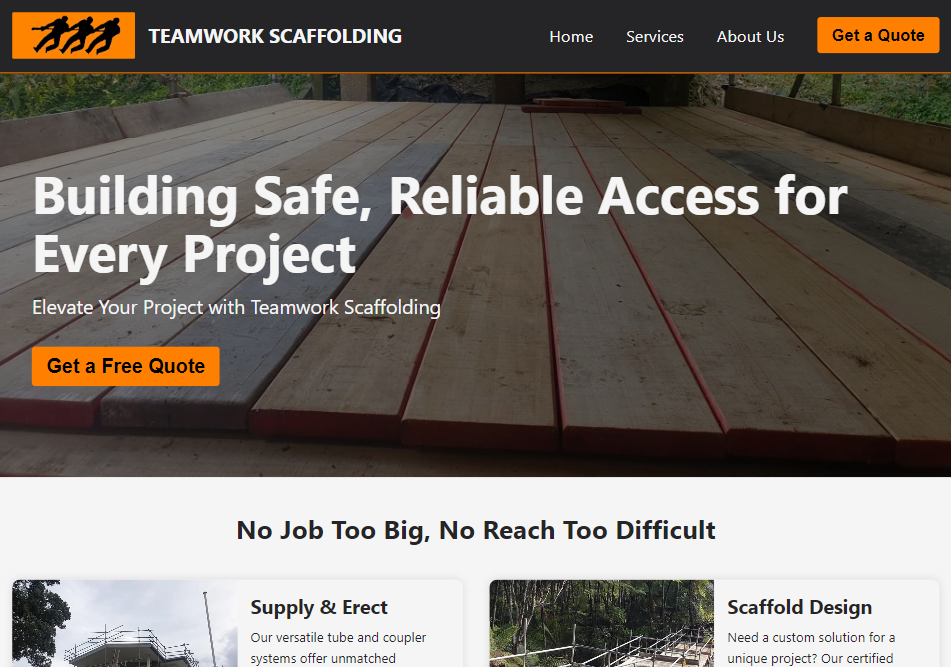 TEAMWORK SCAFFOLDING
Home
Services
About Us
Get a Quote
Building Safe, Reliable Access for
Every Project
Elevate Your Project with Teamwork Scaffolding
Get a Free Quote
No Job Too Big, No Reach Too Difficult
Supply & Erect
Our versatile tube and coupler
systems offer unmatched
Scaffold Design
Need a custom solution for a
unique project? Our certified